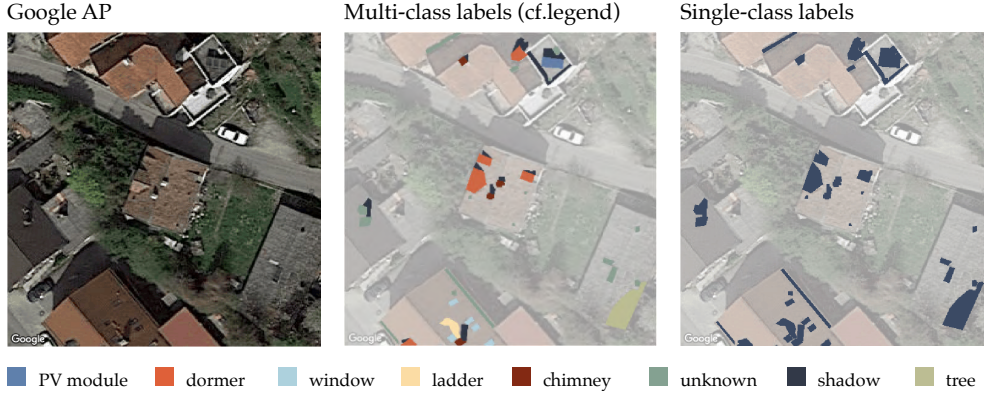 Google AP
Multi-class labels (cf.legend)
Single-class labels
Google
Google
Google
PV module
dormer
window
ladder
chimney
unknown
shadow
tree